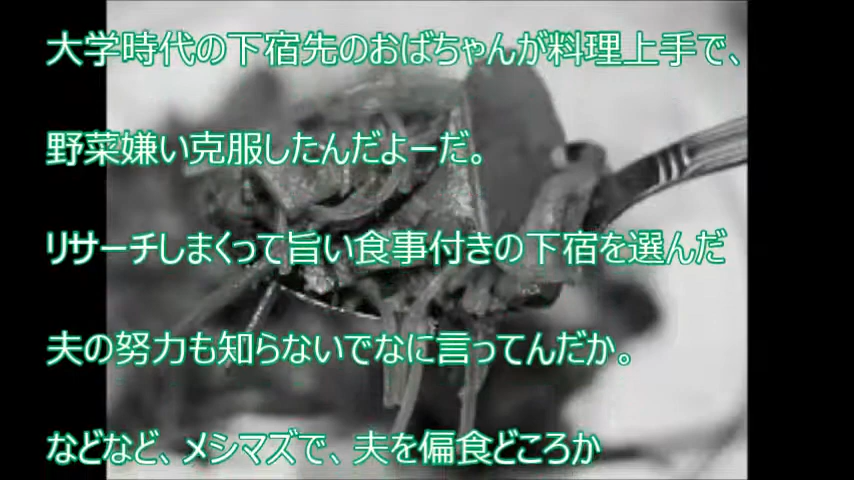 大学時代の下宿先のおばちゃんが料理上手で、
野菜嫌い克服したんだよーだ。
リサーチしまくって旨い食事付きの下宿を選んだ
夫の努力も知らないでなに言ってんだか。
などなど、メシマズで、夫を偏食どころか